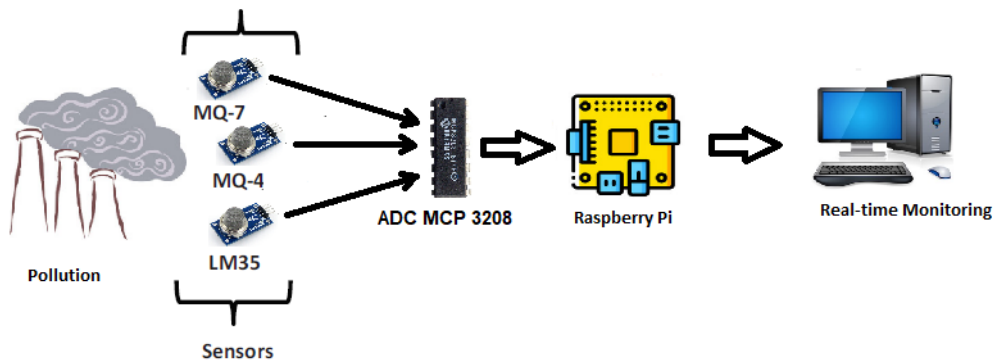 MQ-7
MQ-4
LM35
Pollution
Sensors
ADC MCP 3208
Raspberry Pi
Real-time Monitoring